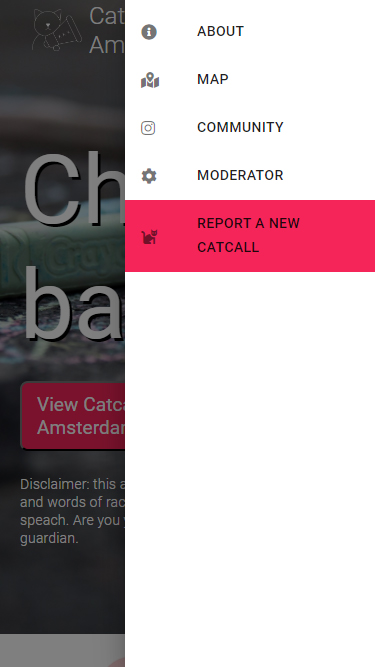 Cat
Am
ABOUT
MAP
COMMUNITY
MODERATOR
REPORT A NEW
CATCALL
Ch
ba
View Catca
Amsterdam
Disclaimer: this a
and words of rac
speach. Are you
guardian.